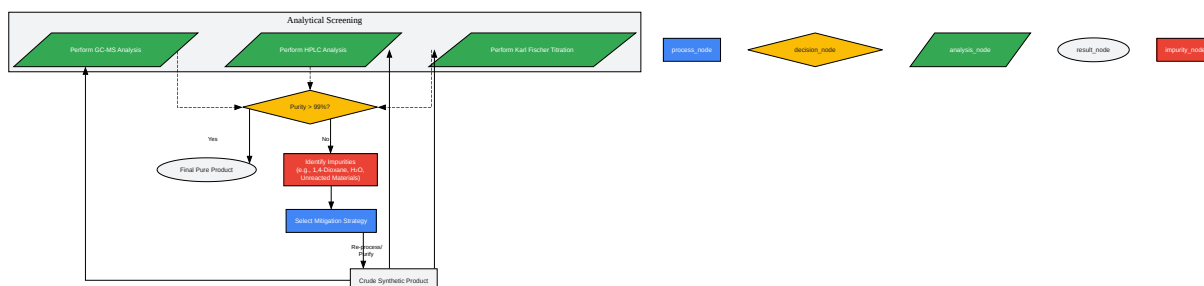 Analytical Screening
Perform GC-MS Analysis
Perform HPLC Analysis
Perform Karl Fischer Titration
process_node
decision_node
analysis_node
result_node
impurity_node
Purity > 99%?
Yes
No
Final Pure Product
Identify Impurities
(e.g., 1,4-Dioxane, H₂O,
Unreacted Materials)
Select Mitigation Strategy
Re-process/
Purify
Crude Synthetic Product